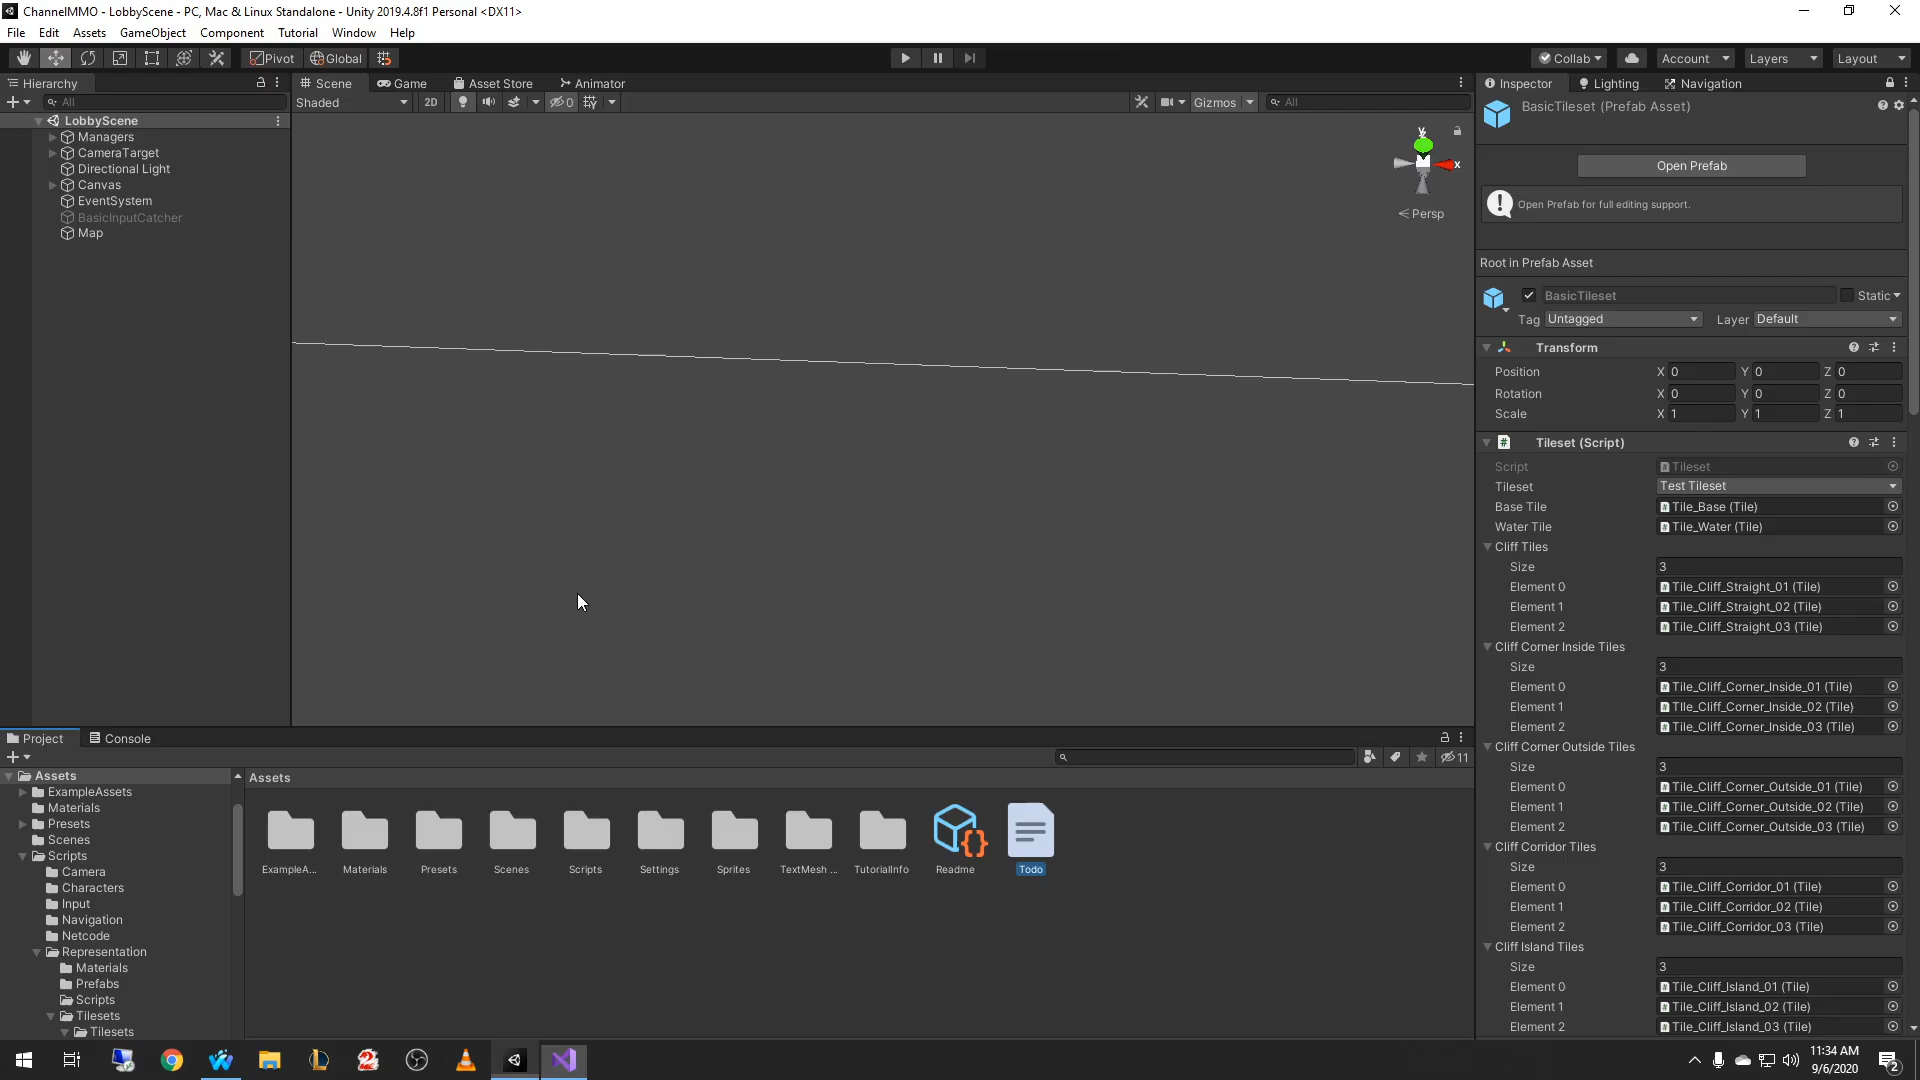 ChannelMMO - LobbyScene - PC, Mac & Linux Standalone - Unity 2019.4.8f1 Personal <DX11>
File Edit Assets GameObject Component Tutorial Window Help
Pivot Global Collab Account Layers Layout
Hierarchy
All
LobbyScene
Managers
CameraTarget
Directional Light
Canvas
EventSystem
BasicInputCatcher
Map
Scene Game Asset Store Animator
Shaded 2D 0 Gizmos All
y
x
Persp
Inspector Lighting Navigation
BasicTileset (Prefab Asset)
Open Prefab
Open Prefab for full editing support.
Root in Prefab Asset
BasicTileset Static
Tag Untagged Layer Default
Transform
Position X 0 Y 0 Z 0
Rotation X 0 Y 0 Z 0
Scale X 1 Y 1 Z 1
Tileset (Script)
Script Tileset
Tileset Test Tileset
Base Tile Tile_Base (Tile)
Water Tile Tile_Water (Tile)
Cliff Tiles
Size 3
Element 0 Tile_Cliff_Straight_01 (Tile)
Element 1 Tile_Cliff_Straight_02 (Tile)
Element 2 Tile_Cliff_Straight_03 (Tile)
Cliff Corner Inside Tiles
Size 3
Element 0 Tile_Cliff_Corner_Inside_01 (Tile)
Element 1 Tile_Cliff_Corner_Inside_02 (Tile)
Element 2 Tile_Cliff_Corner_Inside_03 (Tile)
Cliff Corner Outside Tiles
Size 3
Element 0 Tile_Cliff_Corner_Outside_01 (Tile)
Element 1 Tile_Cliff_Corner_Outside_02 (Tile)
Element 2 Tile_Cliff_Corner_Outside_03 (Tile)
Cliff Corridor Tiles
Size 3
Element 0 Tile_Cliff_Corridor_01 (Tile)
Element 1 Tile_Cliff_Corridor_02 (Tile)
Element 2 Tile_Cliff_Corridor_03 (Tile)
Cliff Island Tiles
Size 3
Element 0 Tile_Cliff_Island_01 (Tile)
Element 1 Tile_Cliff_Island_02 (Tile)
Element 2 Tile_Cliff_Island_03 (Tile)
Project Console
11
Assets
ExampleAssets
Materials
Presets
Scenes
Scripts
Camera
Characters
Input
Navigation
Netcode
Representation
Materials
Prefabs
Scripts
Tilesets
Tilesets
Assets
ExampleA... Materials Presets Scenes Scripts Settings Sprites TextMesh ... TutorialInfo Readme Todo
11:34 AM
9/6/2020
2